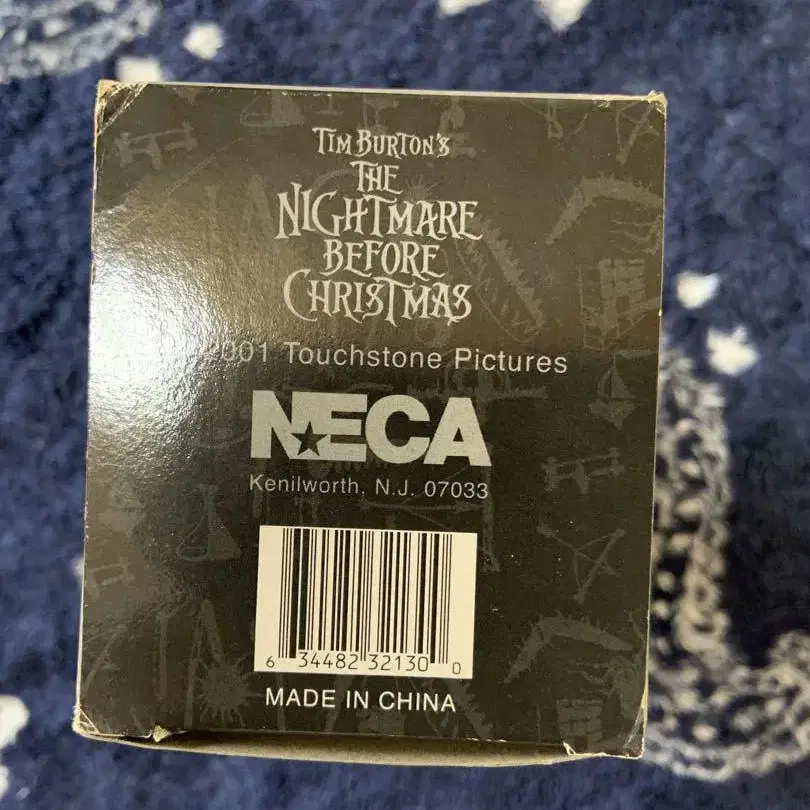 TIM BURTON'S
THE
NIGHTMARE
BEFORE
CHRISTMAS
2001 Touchstone Pictures
NECA
Kenilworth, N.J. 07033
6 34482 32130 0
MADE IN CHINA